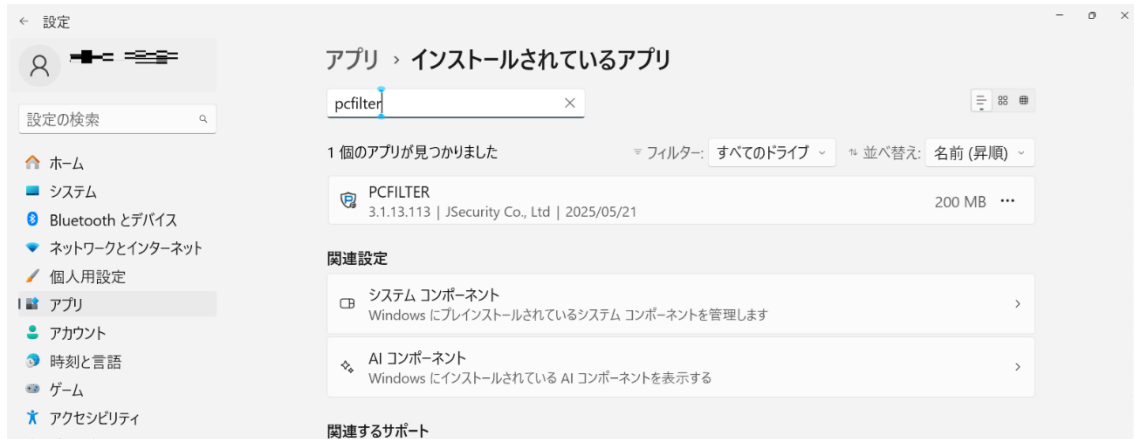 ← 設定
設定の検索
ホーム
システム
Bluetooth とデバイス
ネットワークとインターネット
個人用設定
アプリ
アカウント
時刻と言語
ゲーム
アクセシビリティ
アプリ › インストールされているアプリ
pcfilter
1 個のアプリが見つかりました
フィルター: すべてのドライブ
並べ替え: 名前 (昇順)
PCFILTER
3.1.13.113 | JSecurity Co., Ltd | 2025/05/21
200 MB
関連設定
システム コンポーネント
Windows にプレインストールされているシステム コンポーネントを管理します
AI コンポーネント
Windows にインストールされている AI コンポーネントを表示する
関連するサポート